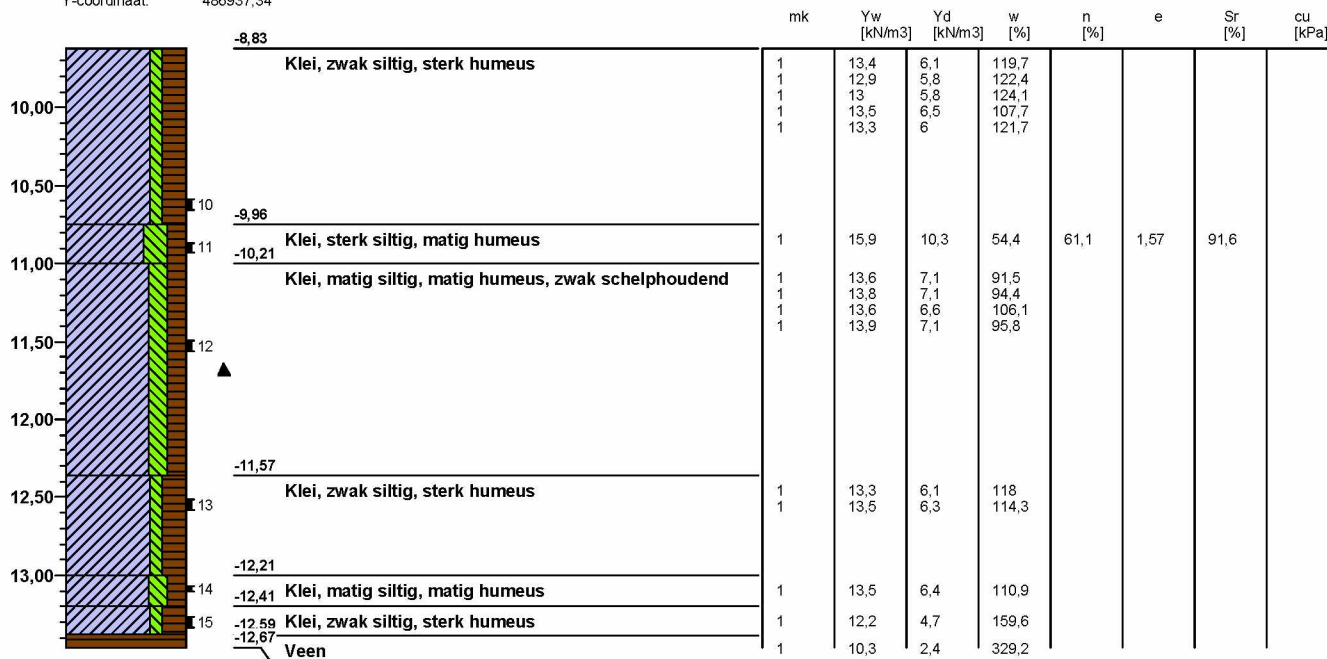 Y-coordinaat: 486937,34
mk Yw Yd w n e Sr cu
[kN/m3] [kN/m3] [%] [%] [%] [kPa]
-8,83
Klei, zwak siltig, sterk humeus 1 13,4 6,1 119,7
1 12,9 5,8 122,4
1 13 5,8 124,1
10,00 1 13,5 6,5 107,7
1 13,3 6 121,7
10,50
10
-9,96
11 Klei, sterk siltig, matig humeus 1 15,9 10,3 54,4 61,1 1,57 91,6
-10,21
11,00
Klei, matig siltig, matig humeus, zwak schelphoudend 1 13,6 7,1 91,5
1 13,8 7,1 94,4
1 13,6 6,6 106,1
1 13,9 7,1 95,8
11,50
12
12,00
-11,57
12,50 Klei, zwak siltig, sterk humeus 1 13,3 6,1 118
13 1 13,5 6,3 114,3
-12,21
13,00
14 -12,41 Klei, matig siltig, matig humeus 1 13,5 6,4 110,9
15 -12,59 Klei, zwak siltig, sterk humeus 1 12,2 4,7 159,6
-12,67
Veen 1 10,3 2,4 329,2